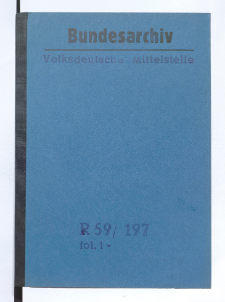 Bundesarchiv
Volksdeutsche Mittelstelle
R 59/ 197
fol. 1-